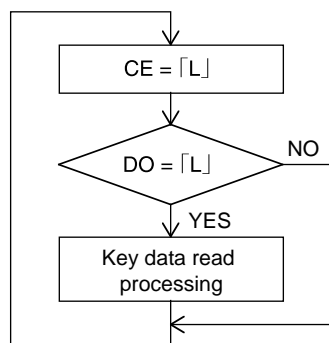 CE = ｢L｣
DO = ｢L｣
NO
YES
Key data read
processing